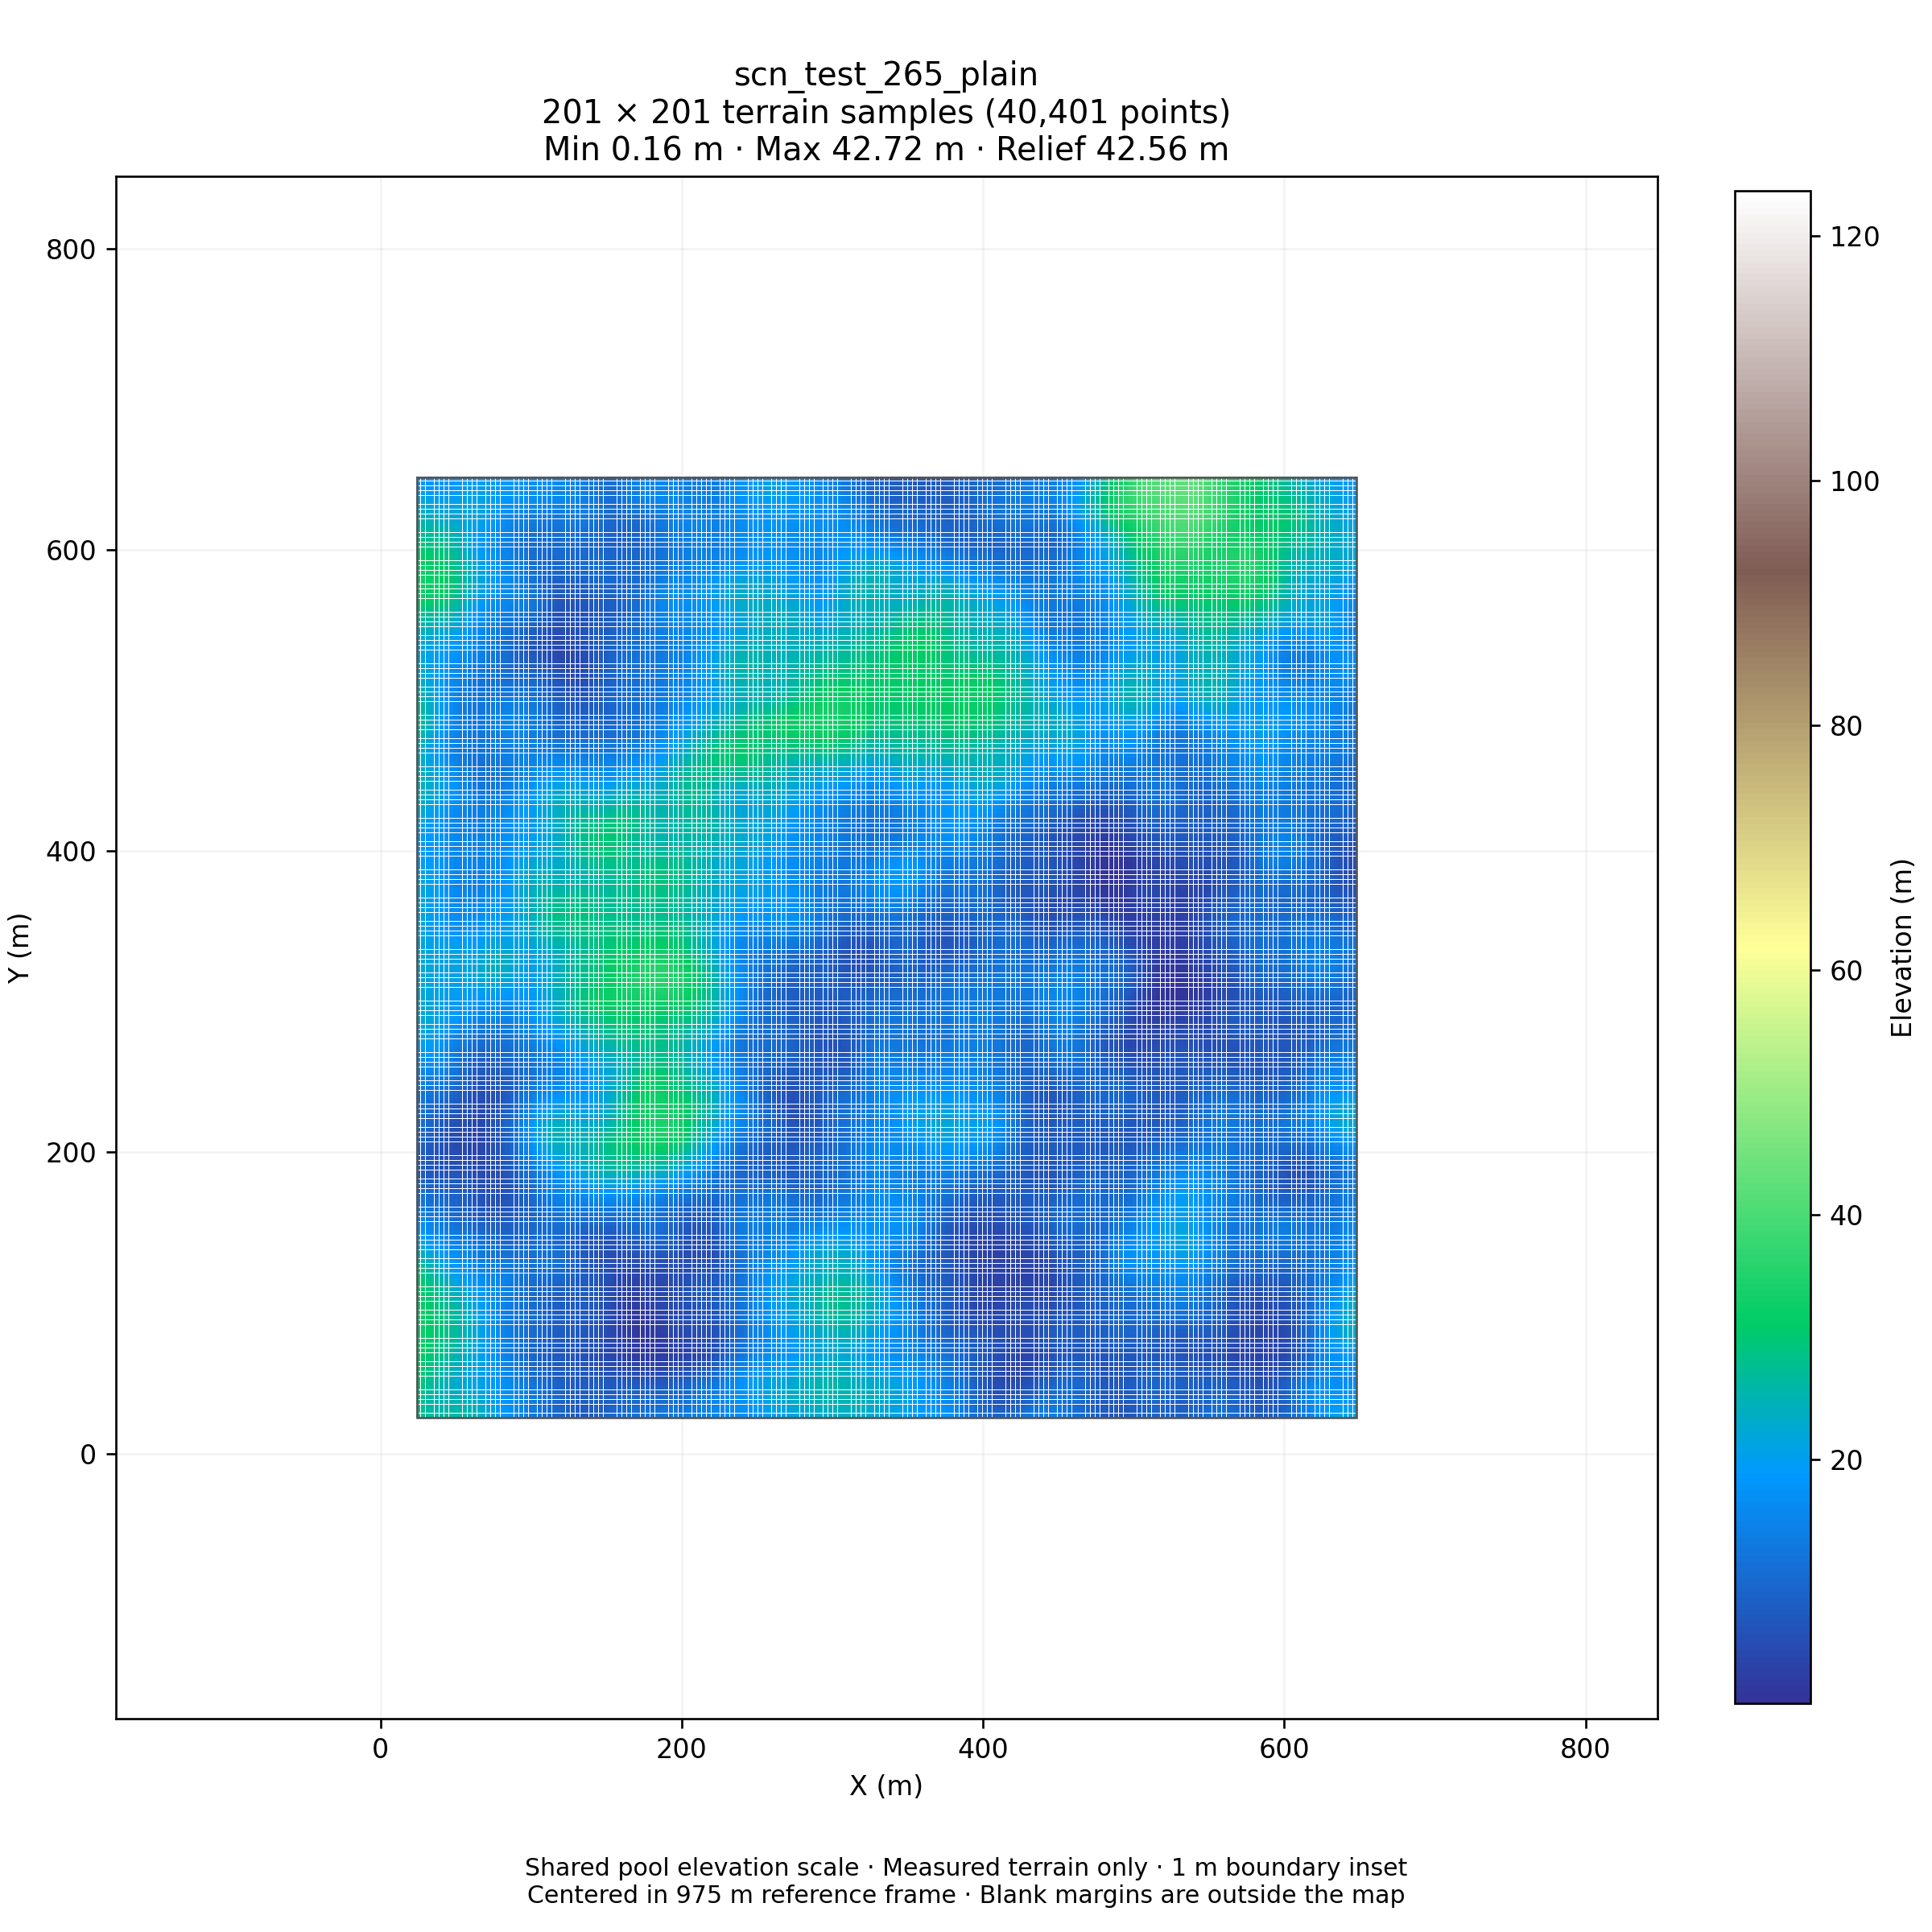 scn_test_265_plain
201 × 201 terrain samples (40,401 points)
Min 0.16 m · Max 42.72 m · Relief 42.56 m
800
600
400
200
0
Y (m)
0
200
400
600
800
X (m)
120
100
80
60
40
20
Elevation (m)
Shared pool elevation scale · Measured terrain only · 1 m boundary inset
Centered in 975 m reference frame · Blank margins are outside the map